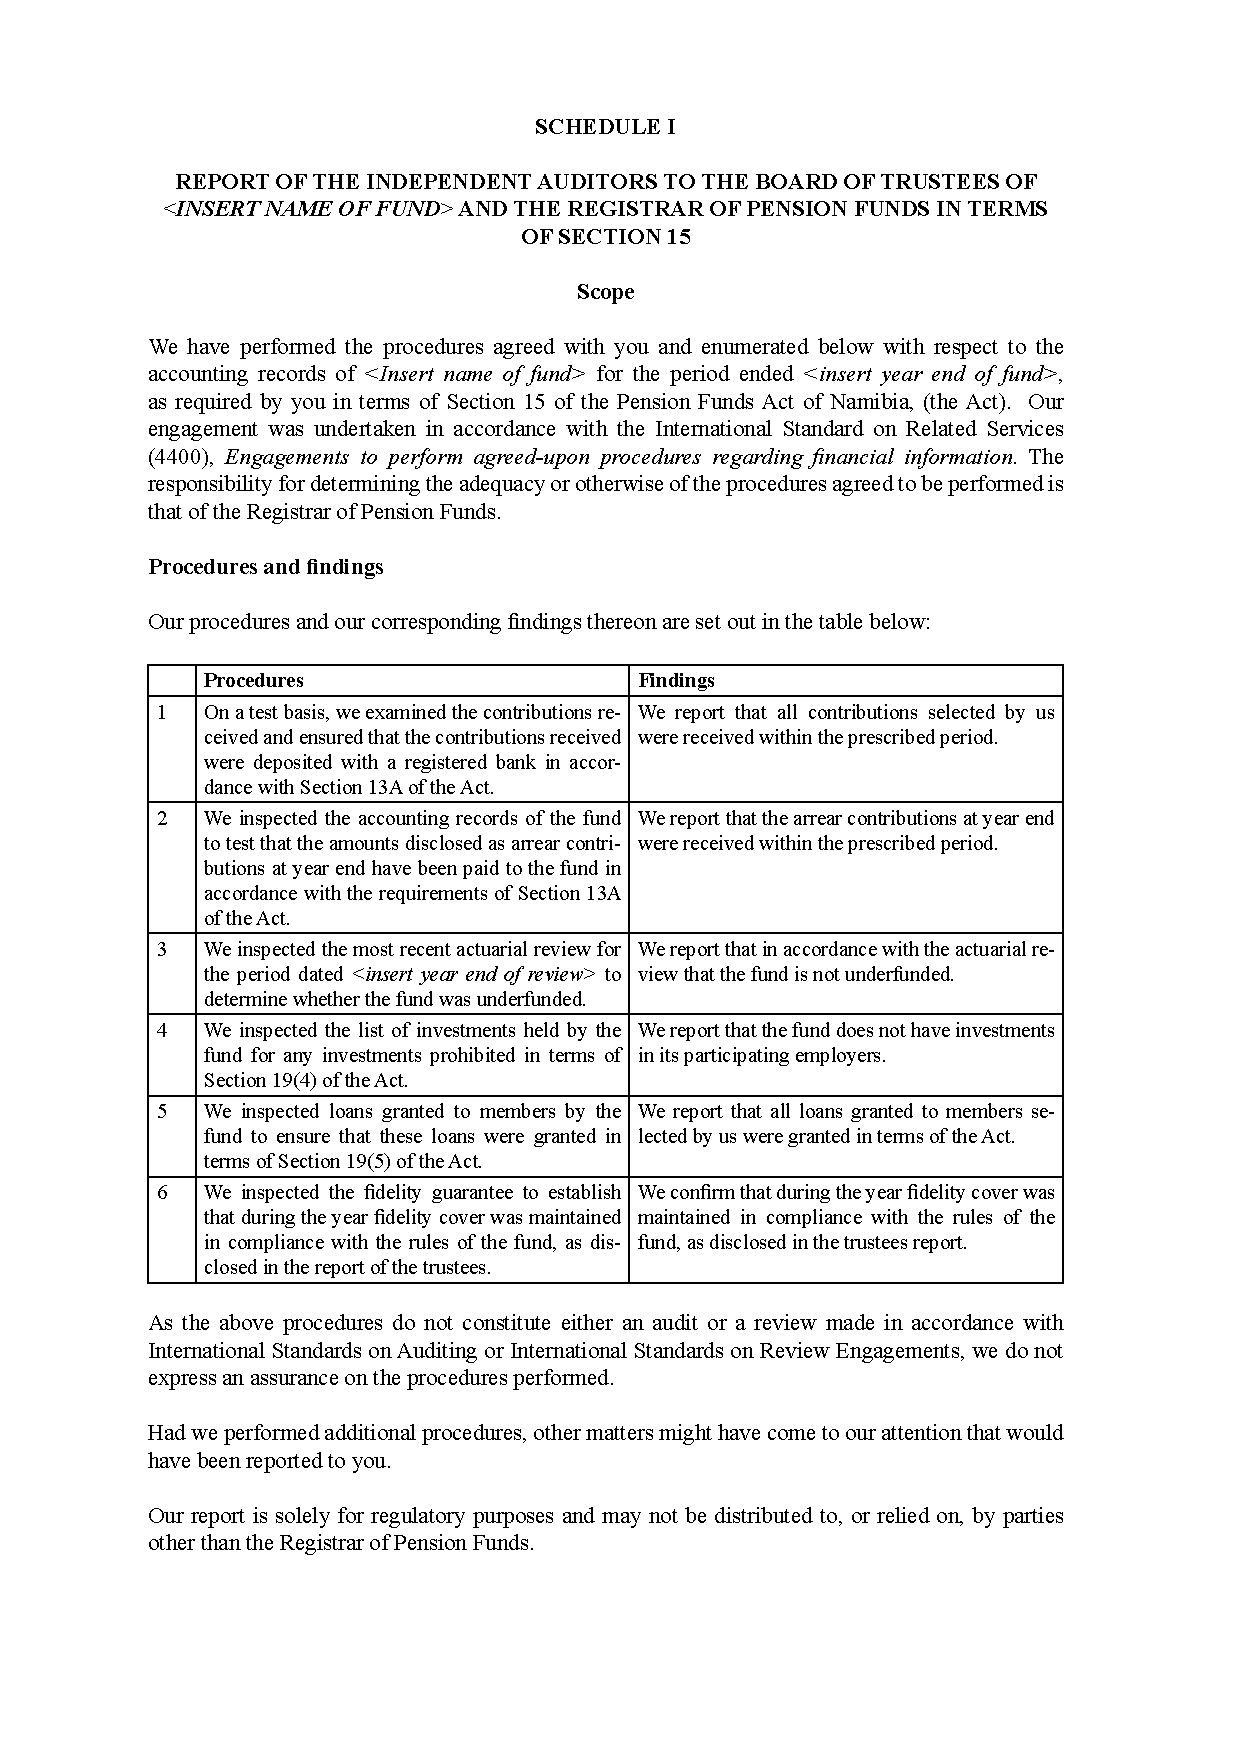 SCHEDULE I
REPORT OF THE INDEPENDENT AUDITORS TO THE BOARD OF TRUSTEES OF
<INSERT NAME OF FUND> AND THE REGISTRAR OF PENSION FUNDS IN TERMS
OF SECTION 15
Scope
We have performed the procedures agreed with you and enumerated below with respect to the
accounting records of <Insert name of fund> for the period ended <insert year end of fund>,
as required by you in terms of Section 15 of the Pension Funds Act of Namibia, (the Act). Our
engagement was undertaken in accordance with the International Standard on Related Services
(4400), Engagements to perform agreed-upon procedures regarding financial information. The
responsibility for determining the adequacy or otherwise of the procedures agreed to be performed is
that of the Registrar of Pension Funds.
Procedures and findings
Our procedures and our corresponding findings thereon are set out in the table below:
Procedures
Findings
1
On a test basis, we examined the contributions re-
ceived and ensured that the contributions received
were deposited with a registered bank in accor-
dance with Section 13A of the Act.
We report that all contributions selected by us
were received within the prescribed period.
2
We inspected the accounting records of the fund
to test that the amounts disclosed as arrear contri-
butions at year end have been paid to the fund in
accordance with the requirements of Section 13A
of the Act.
We report that the arrear contributions at year end
were received within the prescribed period.
3
We inspected the most recent actuarial review for
the period dated <insert year end of review> to
determine whether the fund was underfunded.
We report that in accordance with the actuarial re-
view that the fund is not underfunded.
4
We inspected the list of investments held by the
fund for any investments prohibited in terms of
Section 19(4) of the Act.
We report that the fund does not have investments
in its participating employers.
5
We inspected loans granted to members by the
fund to ensure that these loans were granted in
terms of Section 19(5) of the Act.
We report that all loans granted to members se-
lected by us were granted in terms of the Act.
6
We inspected the fidelity guarantee to establish
that during the year fidelity cover was maintained
in compliance with the rules of the fund, as dis-
closed in the report of the trustees.
We confirm that during the year fidelity cover was
maintained in compliance with the rules of the
fund, as disclosed in the trustees report.
As the above procedures do not constitute either an audit or a review made in accordance with
International Standards on Auditing or International Standards on Review Engagements, we do not
express an assurance on the procedures performed.
Had we performed additional procedures, other matters might have come to our attention that would
have been reported to you.
Our report is solely for regulatory purposes and may not be distributed to, or relied on, by parties
other than the Registrar of Pension Funds.